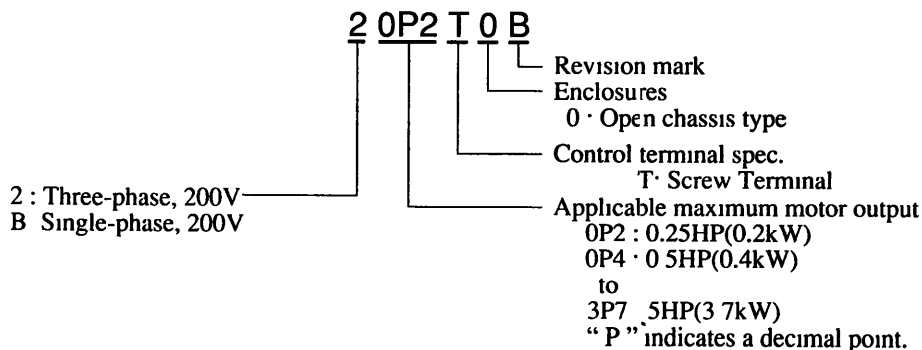 2 0P2 T 0 B
Revision mark
Enclosures
0 · Open chassis type
Control terminal spec.
T· Screw Terminal
2 : Three-phase, 200V
B Single-phase, 200V
Applicable maximum motor output
0P2 : 0.25HP(0.2kW)
0P4 · 0 5HP(0.4kW)
to
3P7 5HP(3 7kW)
“ P ” indicates a decimal point.